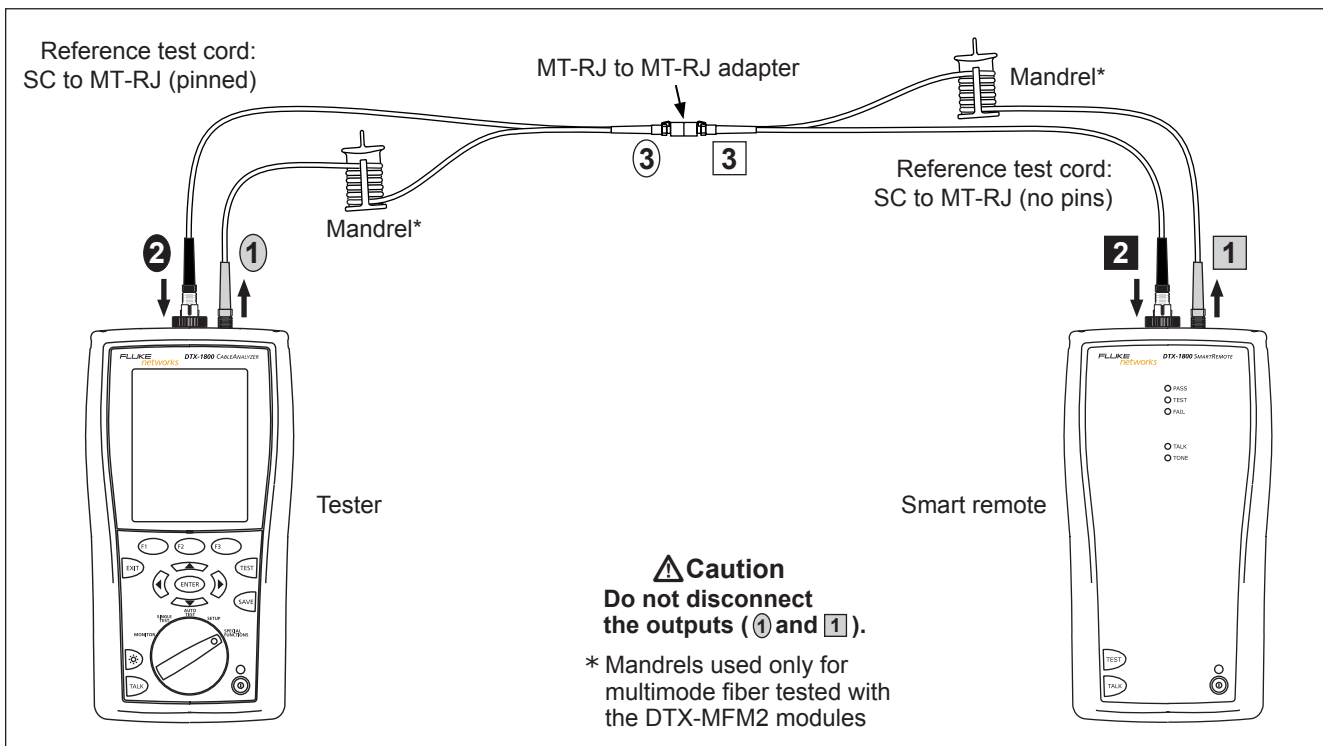 Reference test cord:
SC to MT-RJ (pinned)
MT-RJ to MT-RJ adapter
Mandrel*
3
3
Reference test cord:
SC to MT-RJ (no pins)
Mandrel*
2
1
2
1
FLUKE
networks
DTX-1800 CABLEANALYZER
FLUKE
networks
DTX-1800 SMARTREMOTE
PASS
TEST
FAIL
TALK
TONE
Tester
Smart remote
F1
F2
F3
EXIT
TEST
ENTER
SAVE
MONITOR
SINGLE
TEST
AUTO
TEST
SETUP
SPECIAL
FUNCTIONS
TALK
⚠Caution
Do not disconnect
the outputs ( 1 and 1 ).
* Mandrels used only for
multimode fiber tested with
the DTX-MFM2 modules
TEST
TALK